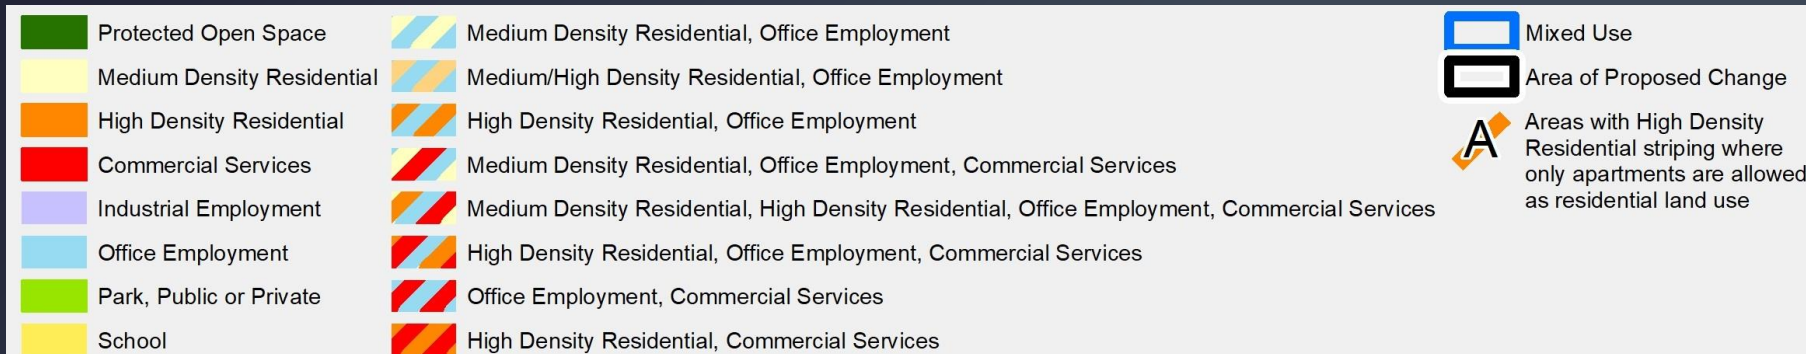 Protected Open Space
Medium Density Residential
High Density Residential
Commercial Services
Industrial Employment
Office Employment
Park, Public or Private
School
Medium Density Residential, Office Employment
Medium/High Density Residential, Office Employment
High Density Residential, Office Employment
Medium Density Residential, Office Employment, Commercial Services
Medium Density Residential, High Density Residential, Office Employment, Commercial Services
High Density Residential, Office Employment, Commercial Services
Office Employment, Commercial Services
High Density Residential, Commercial Services
Mixed Use
Area of Proposed Change
A
Areas with High Density
Residential striping where
only apartments are allowed
as residential land use